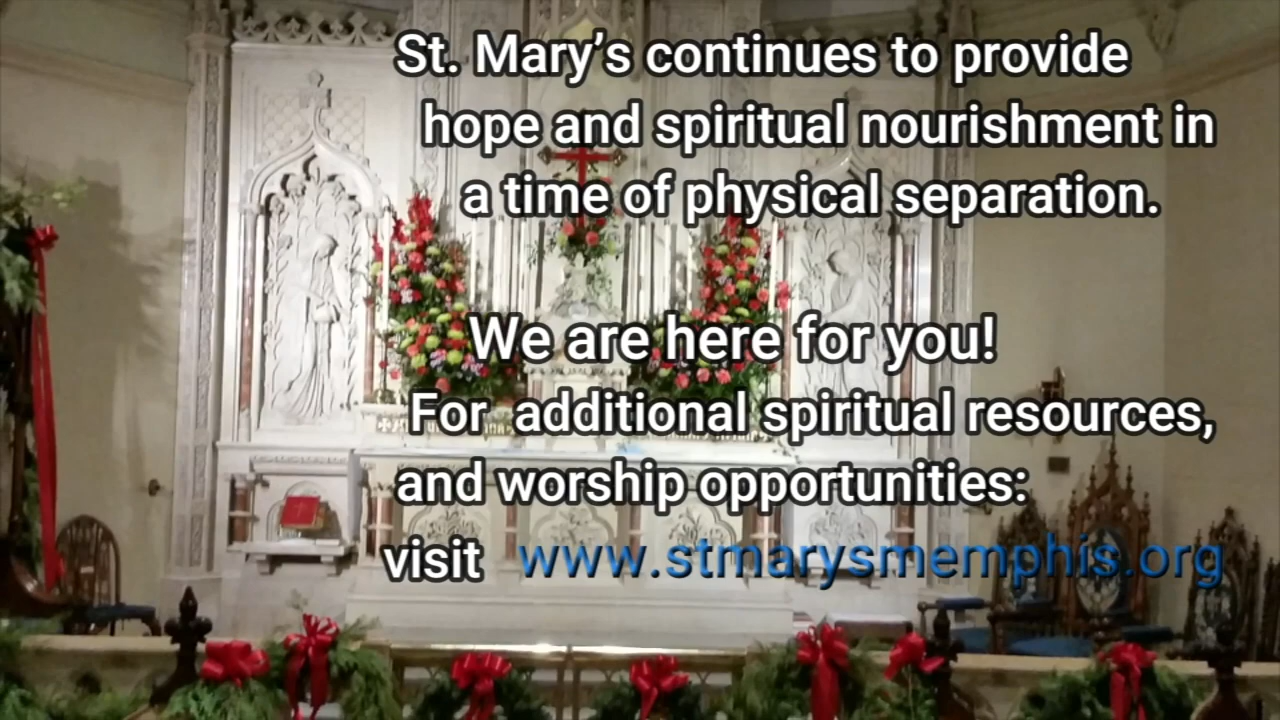 St. Mary’s continues to provide
hope and spiritual nourishment in
a time of physical separation.
We are here for you!
For additional spiritual resources,
and worship opportunities:
visit www.stmarysmemphis.org